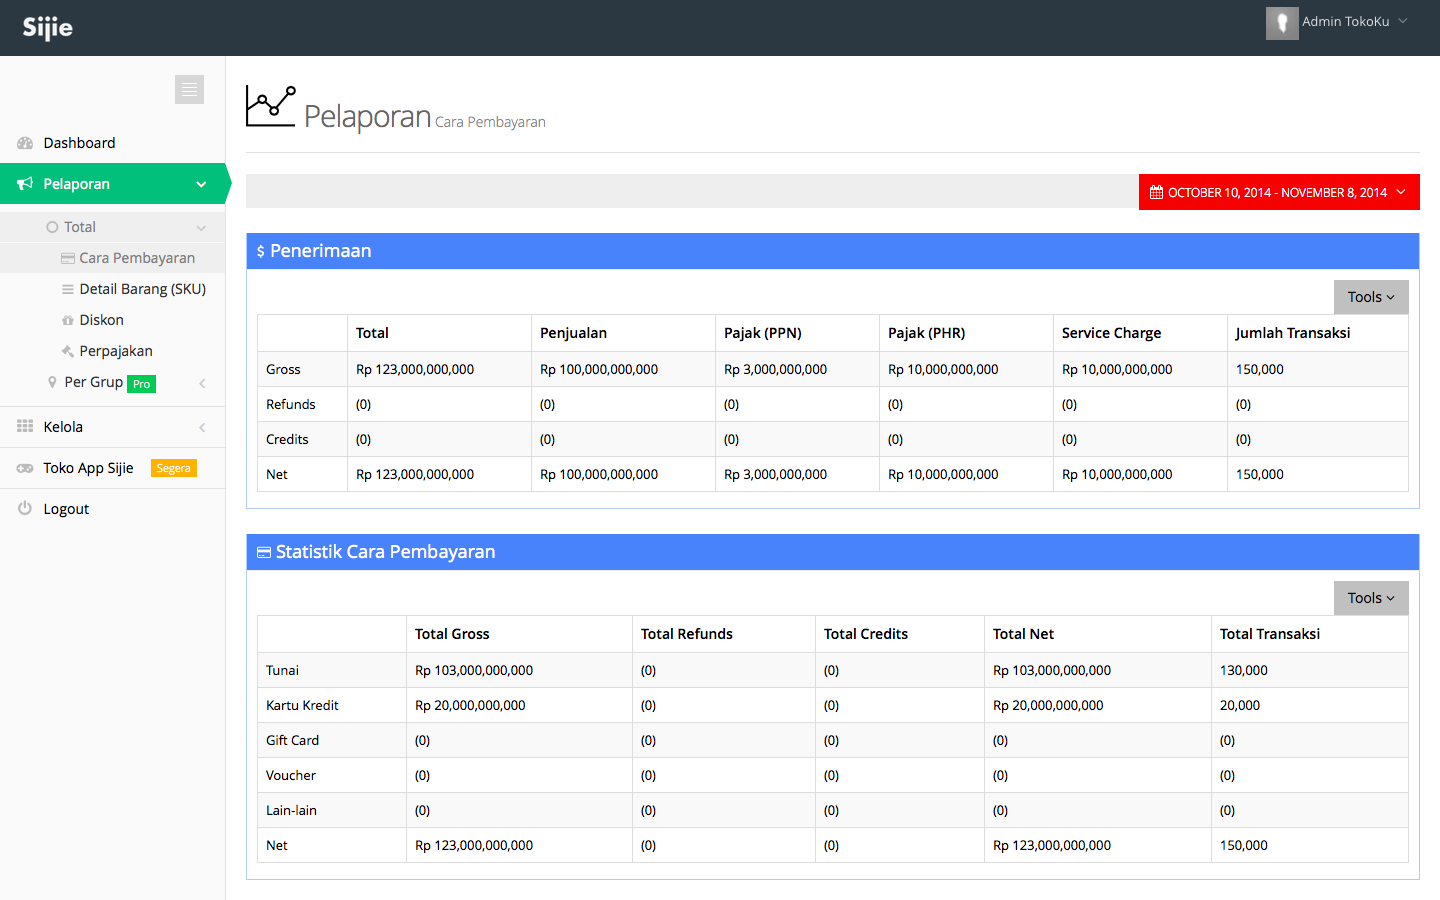 Sijie
Admin TokoKu
Dashboard
Pelaporan
Total
Cara Pembayaran
Detail Barang (SKU)
Diskon
Perpajakan
Per Grup Pro
Kelola
Toko App Sijie Segera
Logout
Pelaporan Cara Pembayaran
OCTOBER 10, 2014 - NOVEMBER 8, 2014
$ Penerimaan
Tools
Total Penjualan Pajak (PPN) Pajak (PHR) Service Charge Jumlah Transaksi
Gross Rp 123,000,000,000 Rp 100,000,000,000 Rp 3,000,000,000 Rp 10,000,000,000 Rp 10,000,000,000 150,000
Refunds (0) (0) (0) (0) (0) (0)
Credits (0) (0) (0) (0) (0) (0)
Net Rp 123,000,000,000 Rp 100,000,000,000 Rp 3,000,000,000 Rp 10,000,000,000 Rp 10,000,000,000 150,000
Statistik Cara Pembayaran
Tools
Total Gross Total Refunds Total Credits Total Net Total Transaksi
Tunai Rp 103,000,000,000 (0) (0) Rp 103,000,000,000 130,000
Kartu Kredit Rp 20,000,000,000 (0) (0) Rp 20,000,000,000 20,000
Gift Card (0) (0) (0) (0) (0)
Voucher (0) (0) (0) (0) (0)
Lain-lain (0) (0) (0) (0) (0)
Net Rp 123,000,000,000 (0) (0) Rp 123,000,000,000 150,000